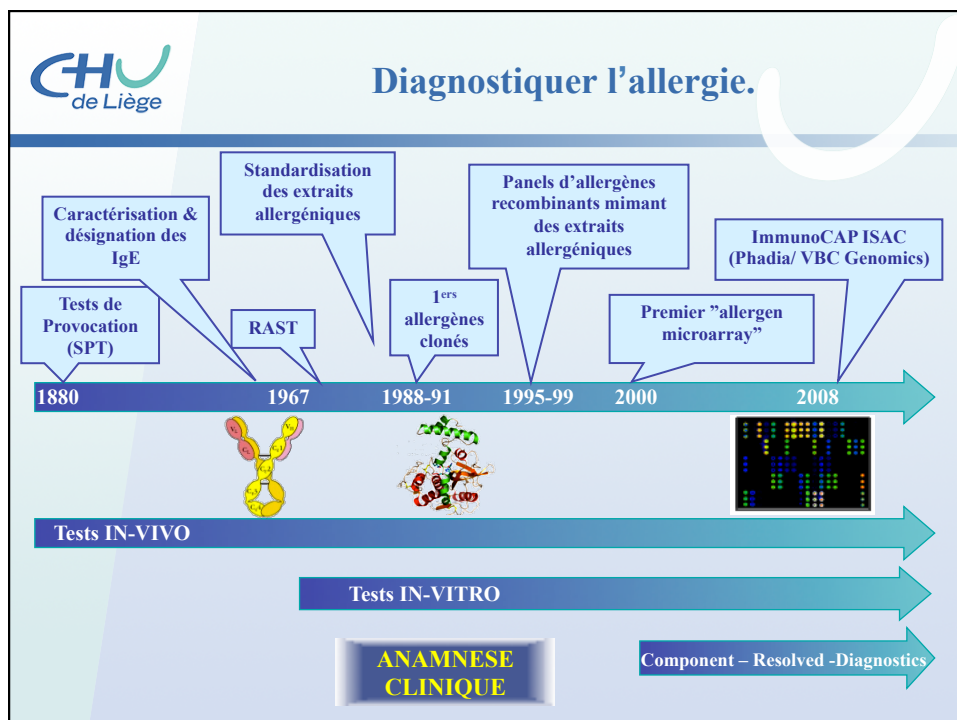 CHU
de Liège
Diagnostiquer l’allergie.
Standardisation
des extraits
allergéniques
Panels d’allergènes
recombinants mimant
des extraits
allergéniques
Caractérisation &
désignation des
IgE
ImmunoCAP ISAC
(Phadia/ VBC Genomics)
Tests de
Provocation
(SPT)
RAST
1ers
allergènes
clonés
Premier ”allergen
microarray”
1880
1967
1988-91
1995-99
2000
2008
Tests IN-VIVO
Tests IN-VITRO
Component – Resolved -Diagnostics
ANAMNESE
CLINIQUE